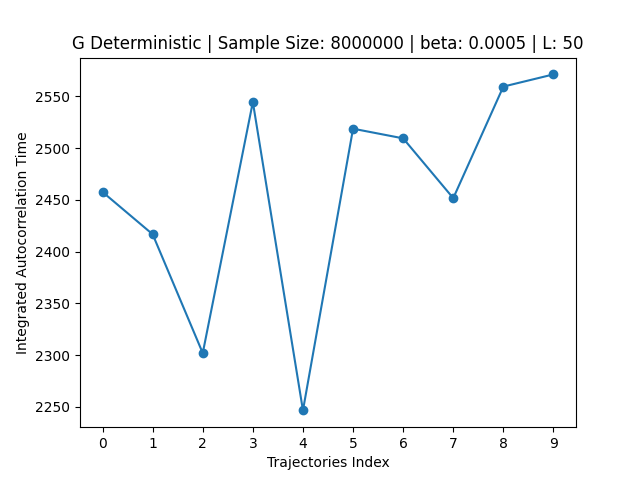 G Deterministic | Sample Size: 8000000 | beta: 0.0005 | L: 50
Integrated Autocorrelation Time
2550
2500
2450
2400
2350
2300
2250
0 1 2 3 4 5 6 7 8 9
Trajectories Index